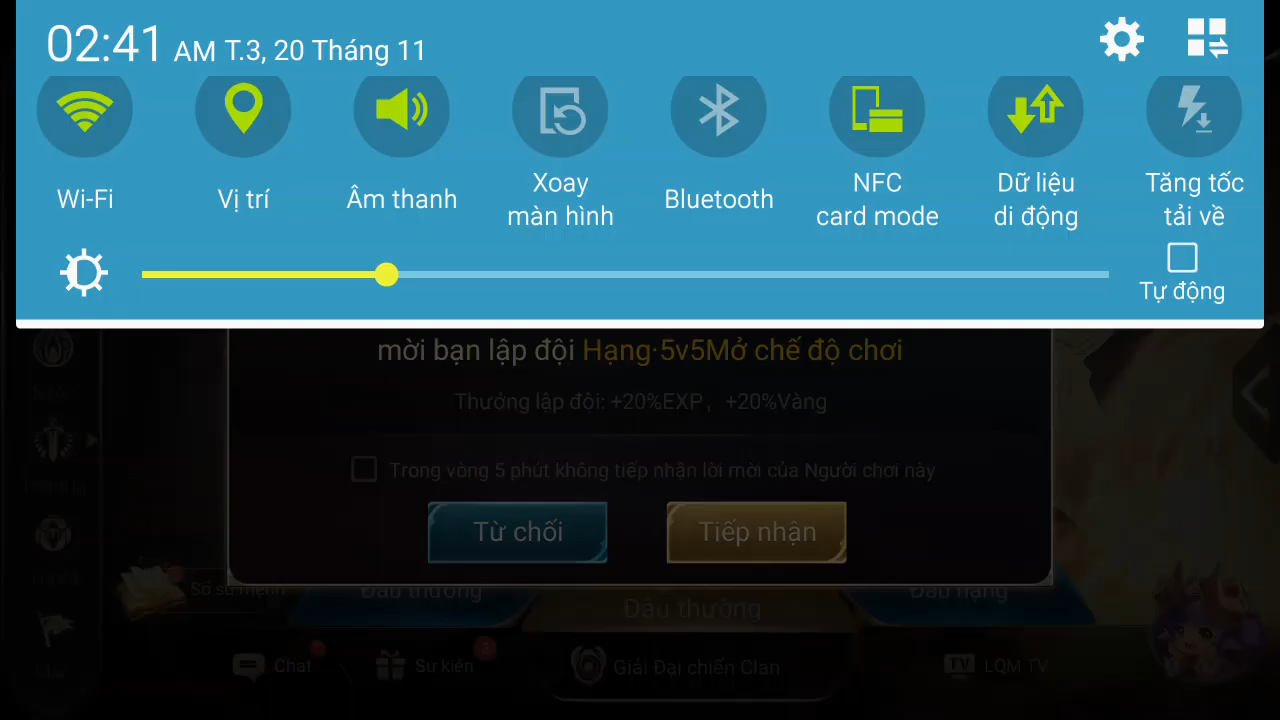 02:41 AM T.3, 20 Tháng 11
Wi-Fi
Vị trí
Âm thanh
Xoay
màn hình
Bluetooth
NFC
card mode
Dữ liệu
di động
Tăng tốc
tải về
Tự động
mời bạn lập đội Hạng·5v5Mở chế độ chơi
Thưởng lập đội: +20%EXP, +20%Vàng
Trong vòng 5 phút không tiếp nhận lời mời của Người chơi này
Từ chối
Tiếp nhận
Sổ sứ mệnh
Đấu thường
Đấu thường
Đấu hạng
Chat
Sự kiện
Giải Đại chiến Clan
TV
LQM TV